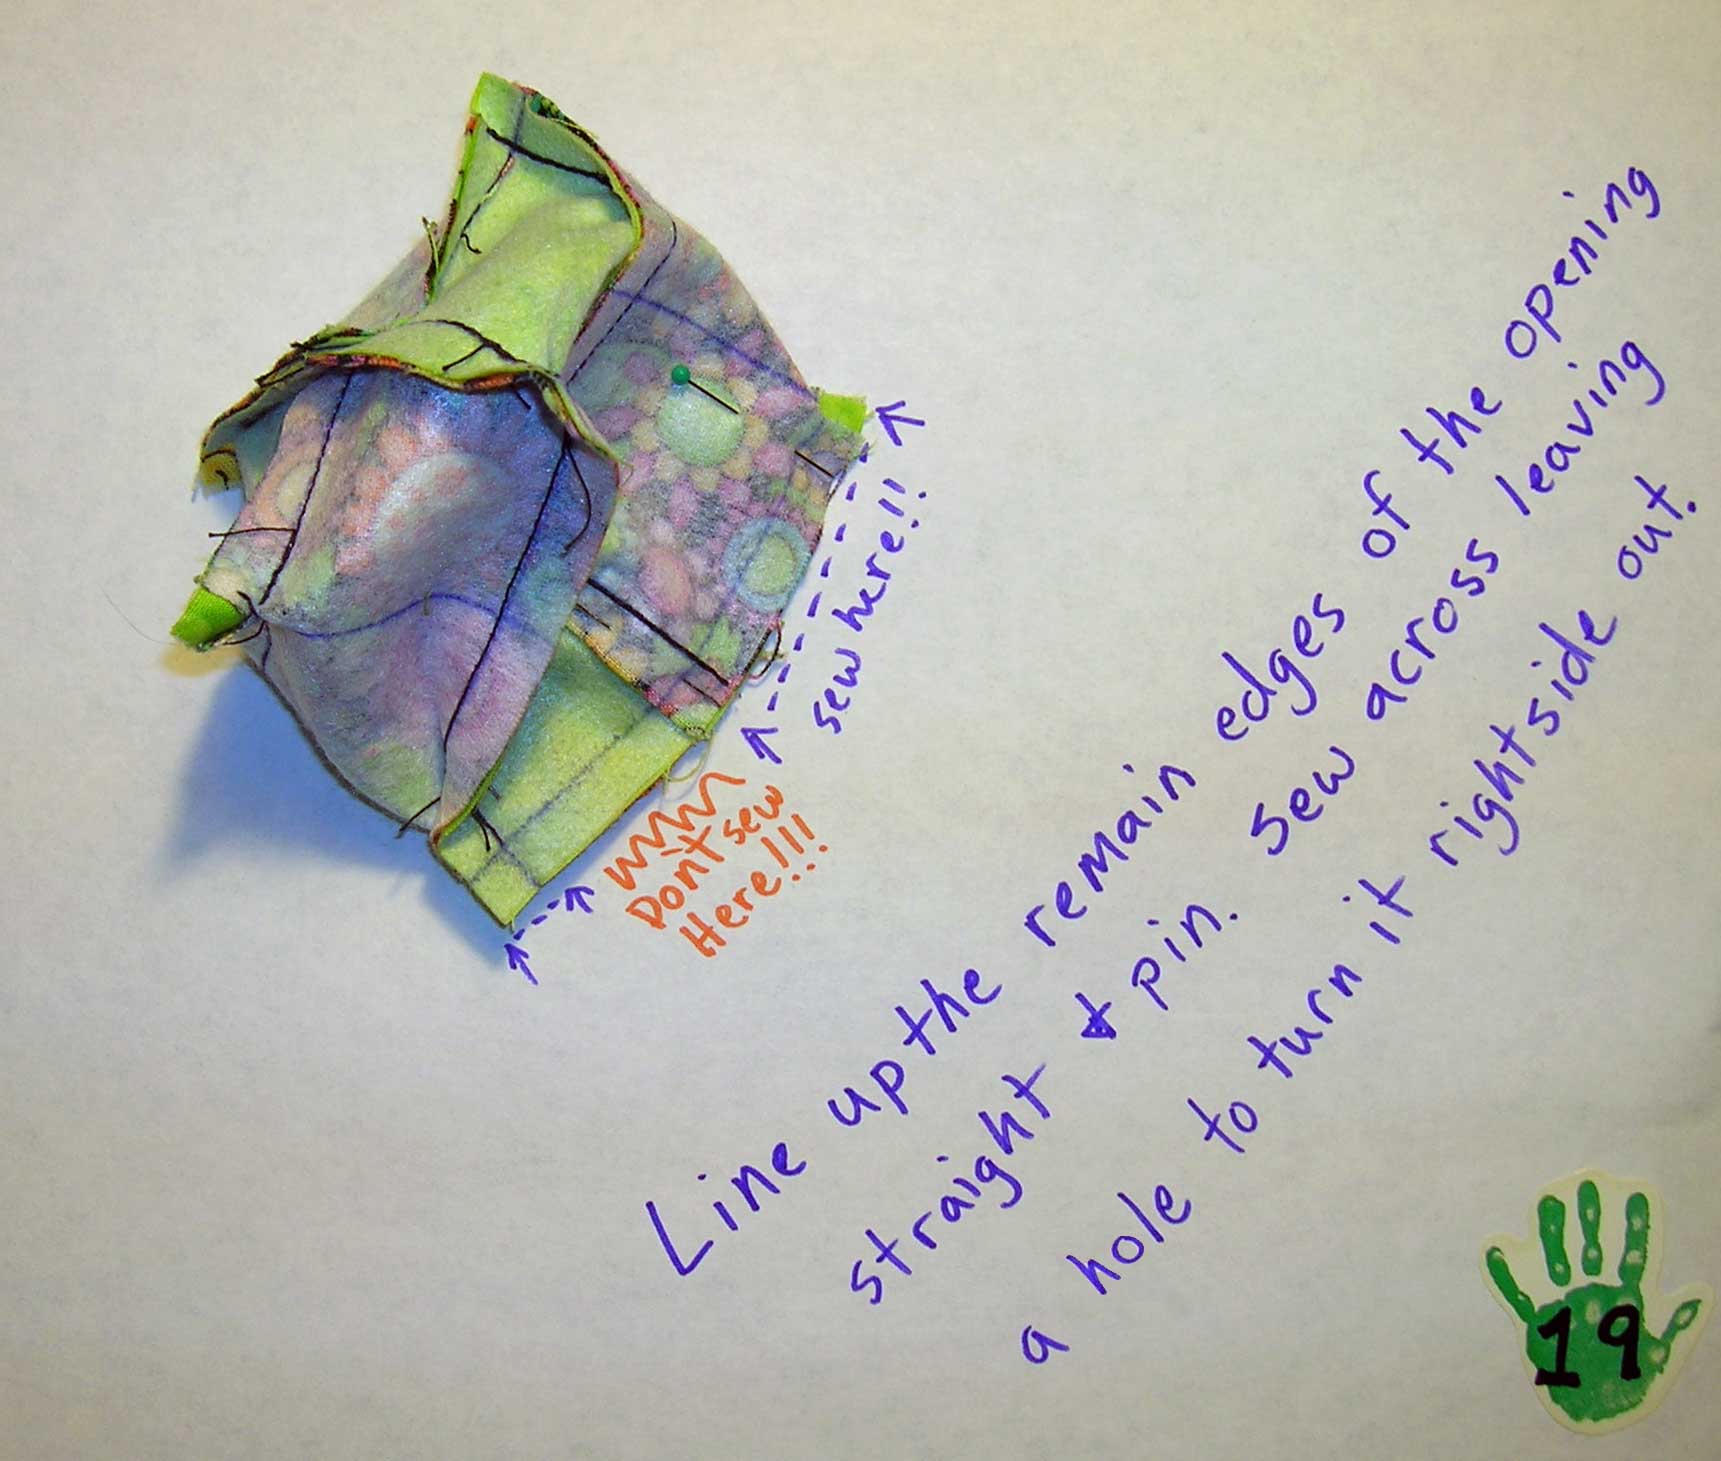 sew here!!
Don't sew
Here!!!
Line up the remain edges of the opening
straight & pin. Sew across leaving
a hole to turn it rightside out.
19